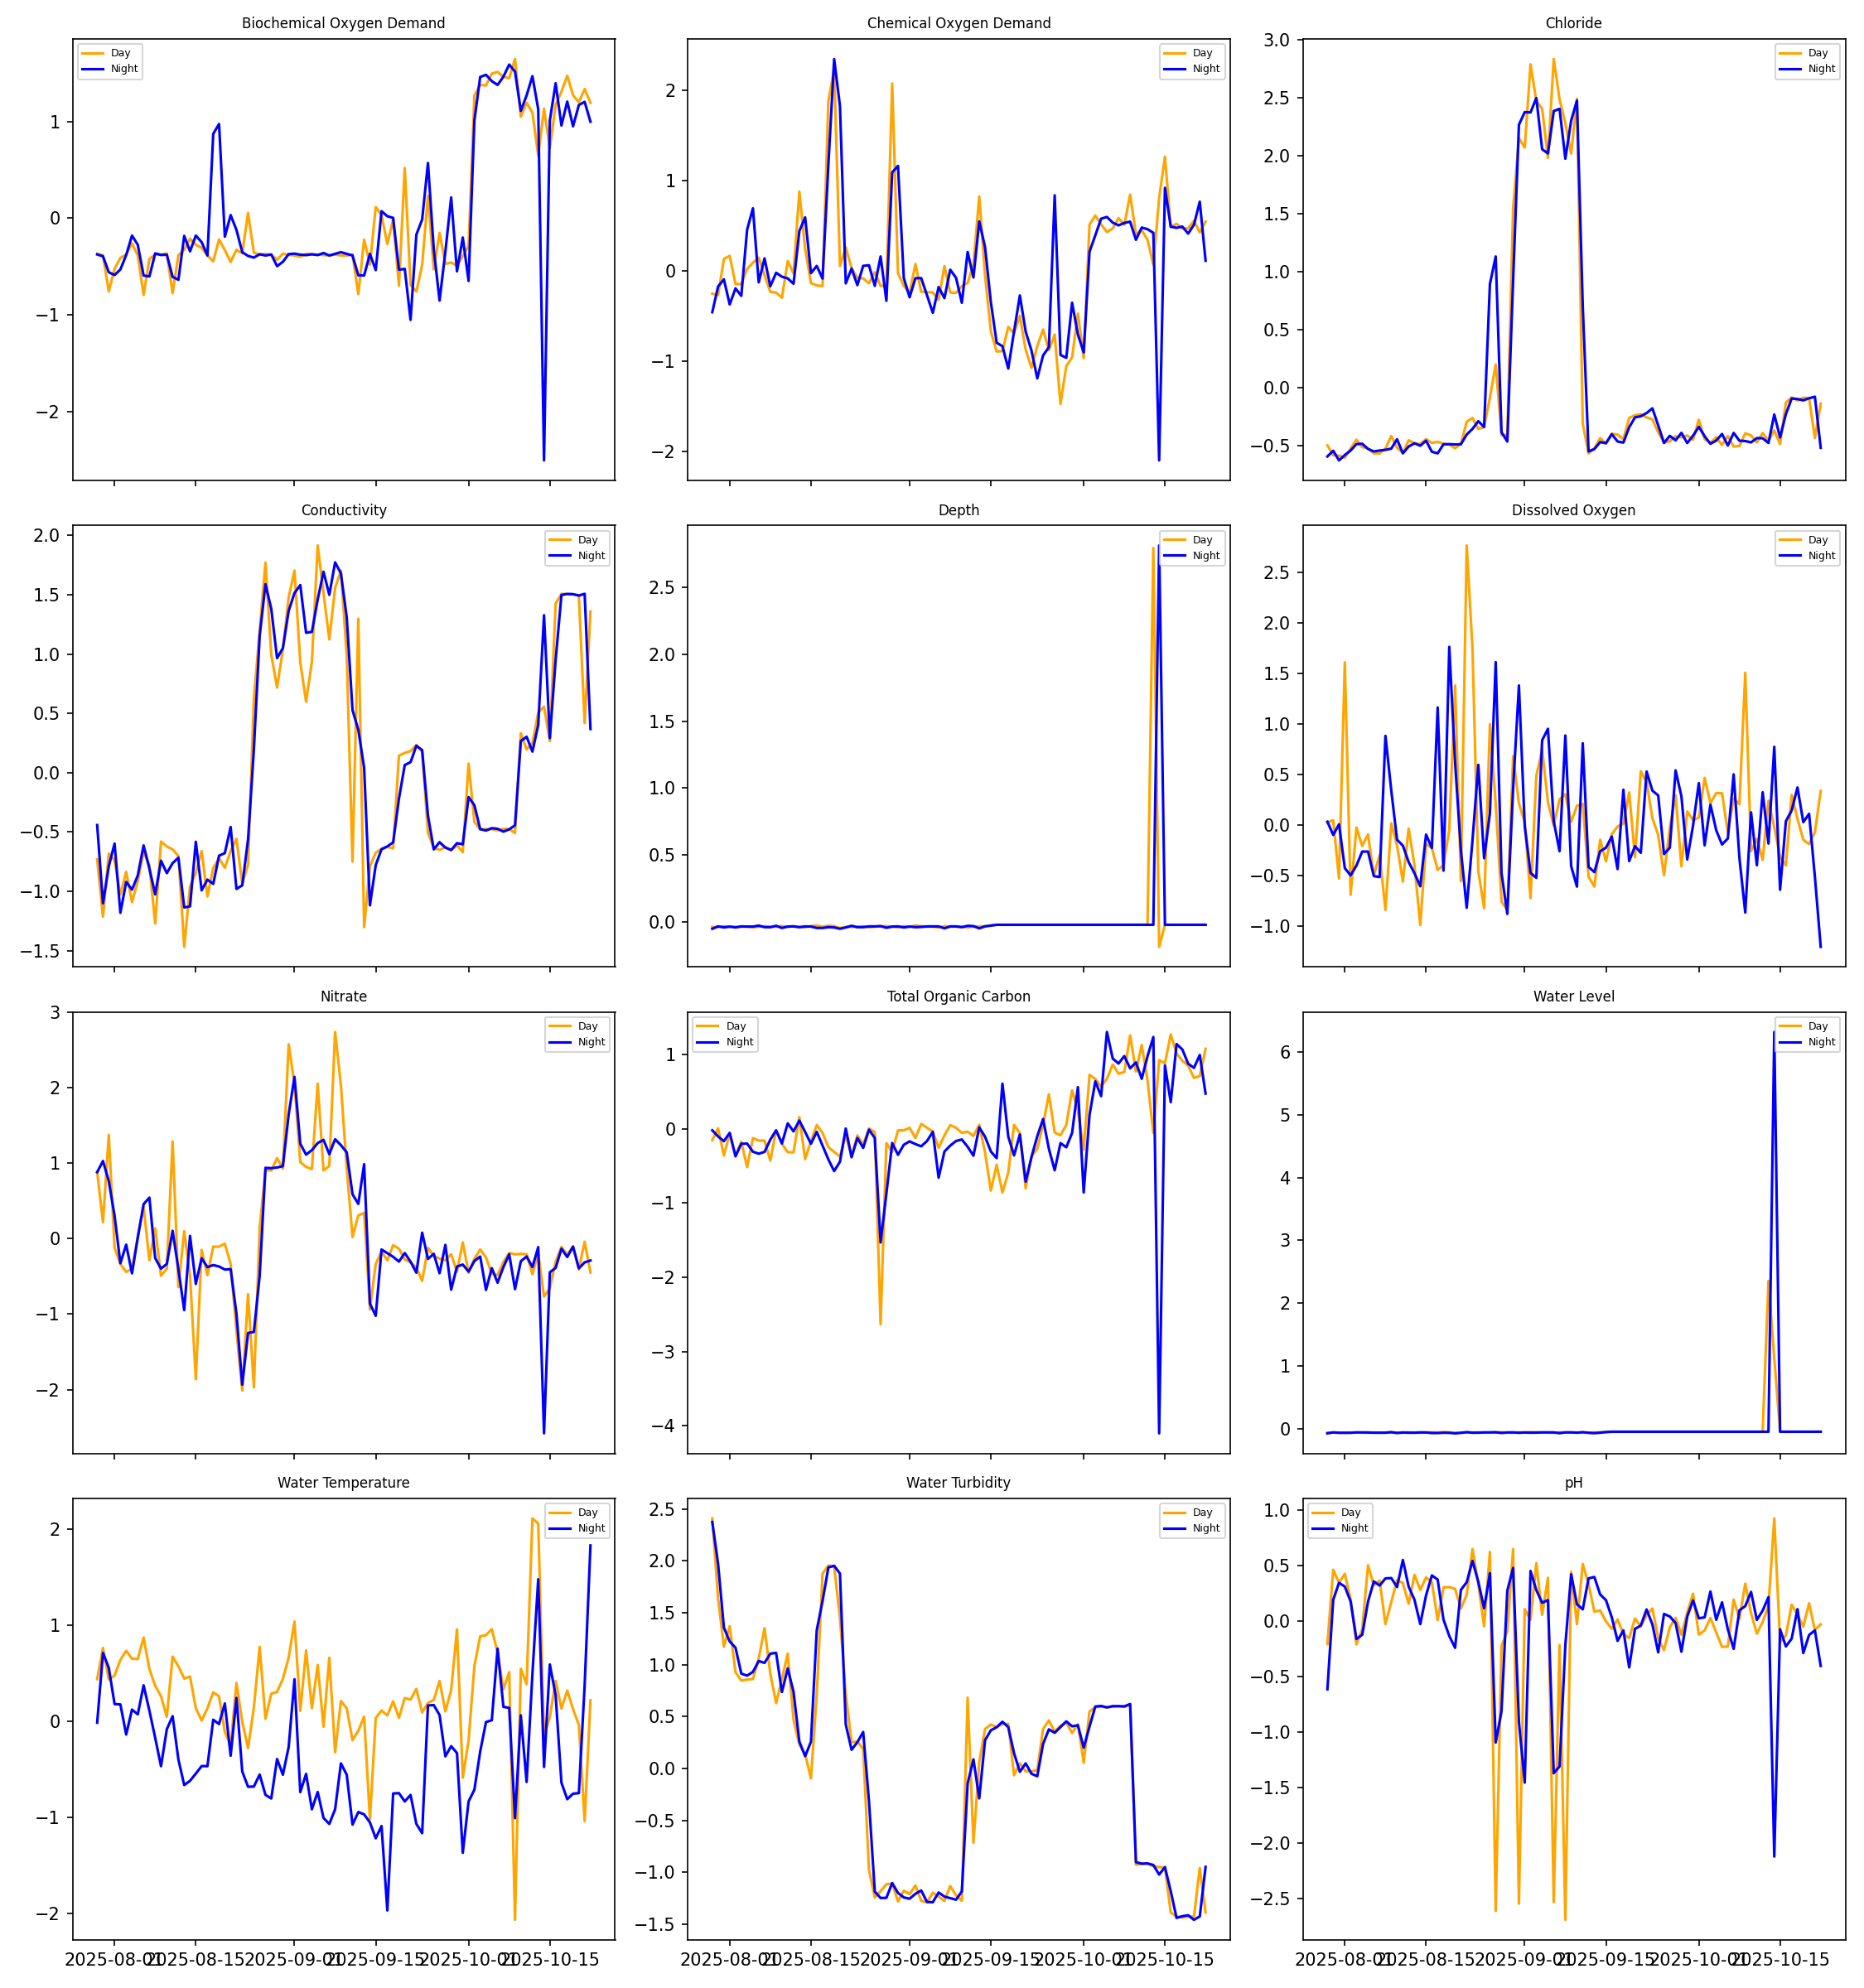 Biochemical Oxygen Demand
Day
Night
1
0
−1
−2
Chemical Oxygen Demand
Day
Night
2
1
0
−1
−2
Chloride
Day
Night
3.0
2.5
2.0
1.5
1.0
0.5
0.0
−0.5
Conductivity
Day
Night
2.0
1.5
1.0
0.5
0.0
−0.5
−1.0
−1.5
Depth
Day
Night
2.5
2.0
1.5
1.0
0.5
0.0
Dissolved Oxygen
Day
Night
2.5
2.0
1.5
1.0
0.5
0.0
−0.5
−1.0
Nitrate
Day
Night
3
2
1
0
−1
−2
Total Organic Carbon
Day
Night
1
0
−1
−2
−3
−4
Water Level
Day
Night
6
5
4
3
2
1
0
Water Temperature
Day
Night
2
1
0
−1
−2
2025-08-01 2025-08-15 2025-09-01 2025-09-15 2025-10-01 2025-10-15
Water Turbidity
Day
Night
2.5
2.0
1.5
1.0
0.5
0.0
−0.5
−1.0
−1.5
2025-08-01 2025-08-15 2025-09-01 2025-09-15 2025-10-01 2025-10-15
pH
Day
Night
1.0
0.5
0.0
−0.5
−1.0
−1.5
−2.0
−2.5
2025-08-01 2025-08-15 2025-09-01 2025-09-15 2025-10-01 2025-10-15